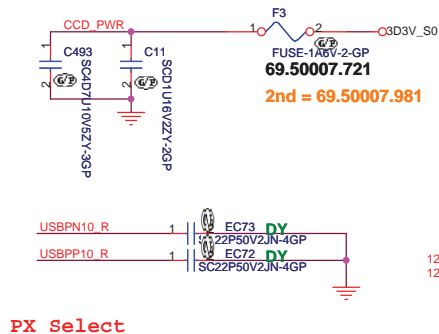 CCD_PWR
F3
1
2
3D3V_S0
G/P
FUSE-1A6V-2-GP
69.50007.721
2nd = 69.50007.981
1
C493
2
G/P
SC4D7U10V5ZY-3GP
1
C11
2
G/P
SCD1U16V2ZY-2GP
USBPN10_R
1
EC73
DY
22P50V2JN-4GP
USBPP10_R
1
EC72
DY
SC22P50V2JN-4GP
12
12
PX Select